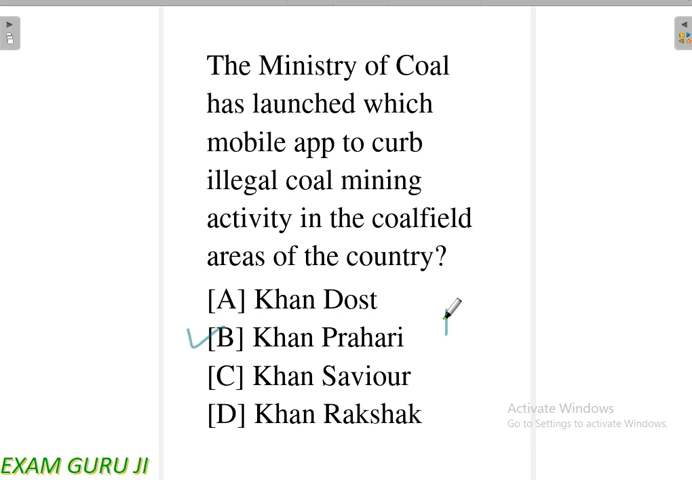 The Ministry of Coal
has launched which
mobile app to curb
illegal coal mining
activity in the coalfield
areas of the country?
[A] Khan Dost
[B] Khan Prahari
[C] Khan Saviour
[D] Khan Rakshak
Activate Windows
Go to Settings to activate Windows.
EXAM GURU JI